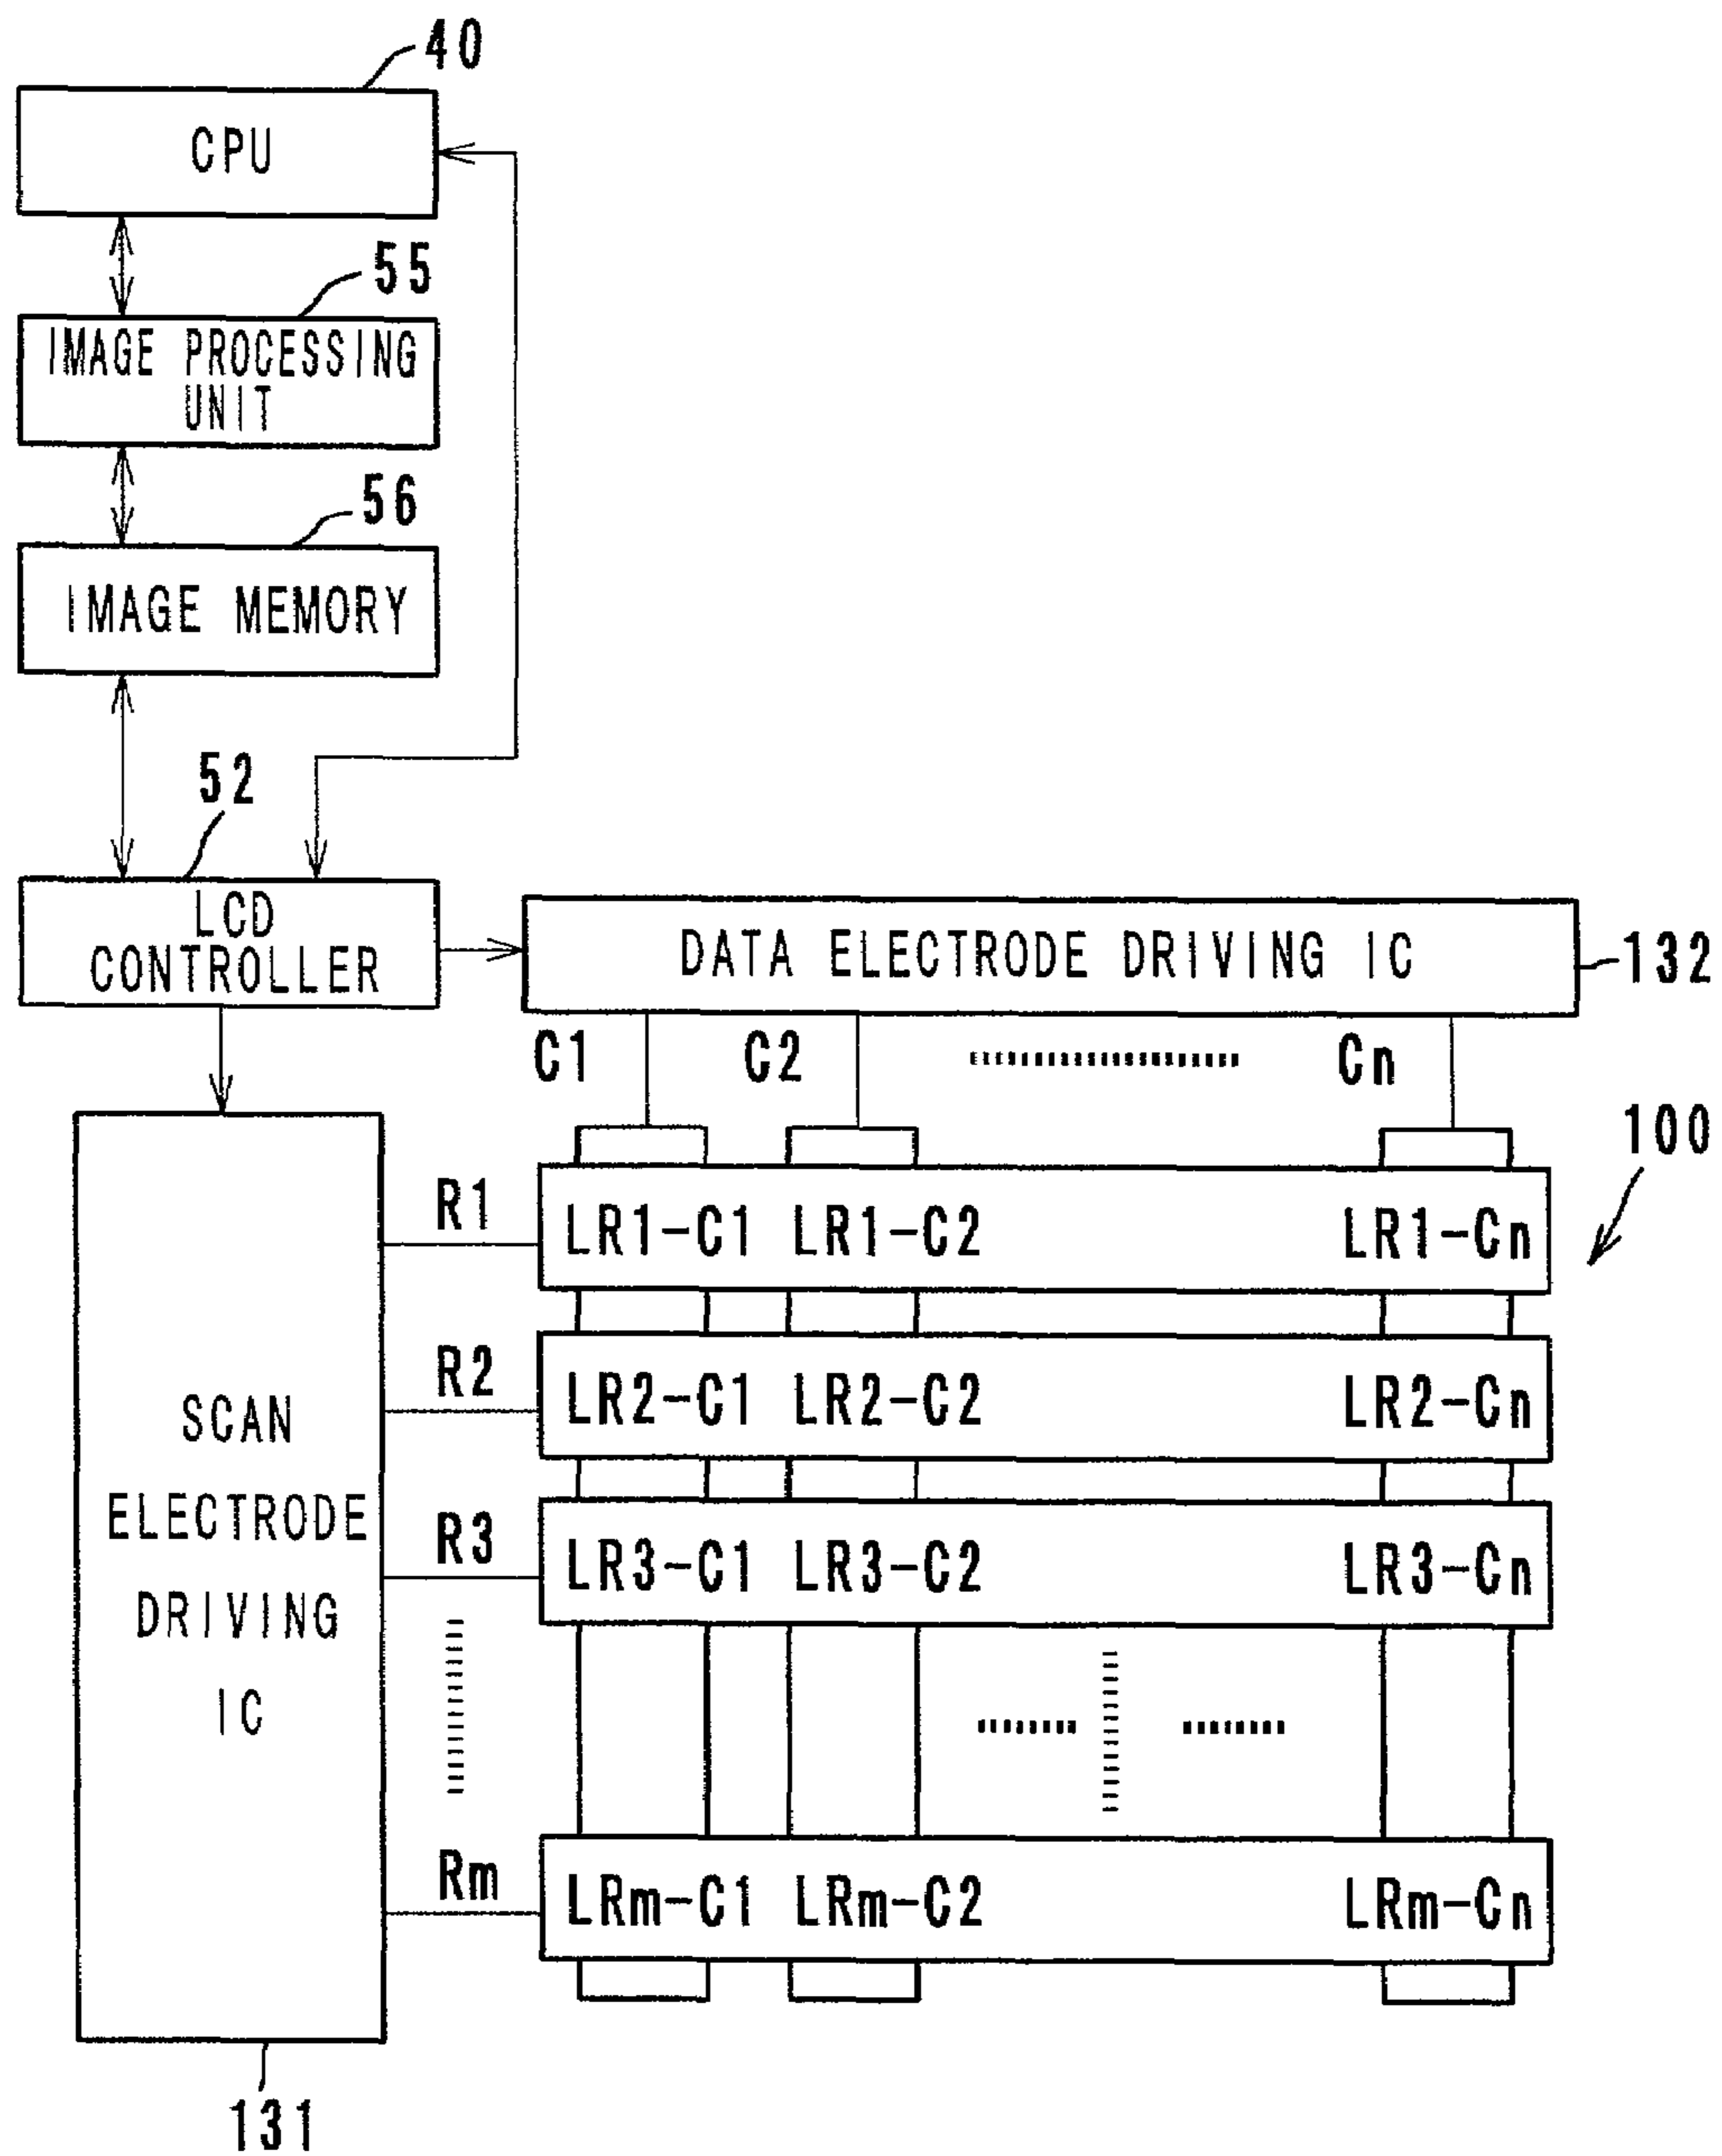 40
CPU
55
IMAGE PROCESSING
UNIT
56
IMAGE MEMORY
52
LCD
CONTROLLER
DATA ELECTRODE DRIVING IC
132
C1 C2 Cn
100
R1 LR1-C1 LR1-C2 LR1-Cn
R2 LR2-C1 LR2-C2 LR2-Cn
R3 LR3-C1 LR3-C2 LR3-Cn
Rm LRm-C1 LRm-C2 LRm-Cn
SCAN
ELECTRODE
DRIVING
IC
131